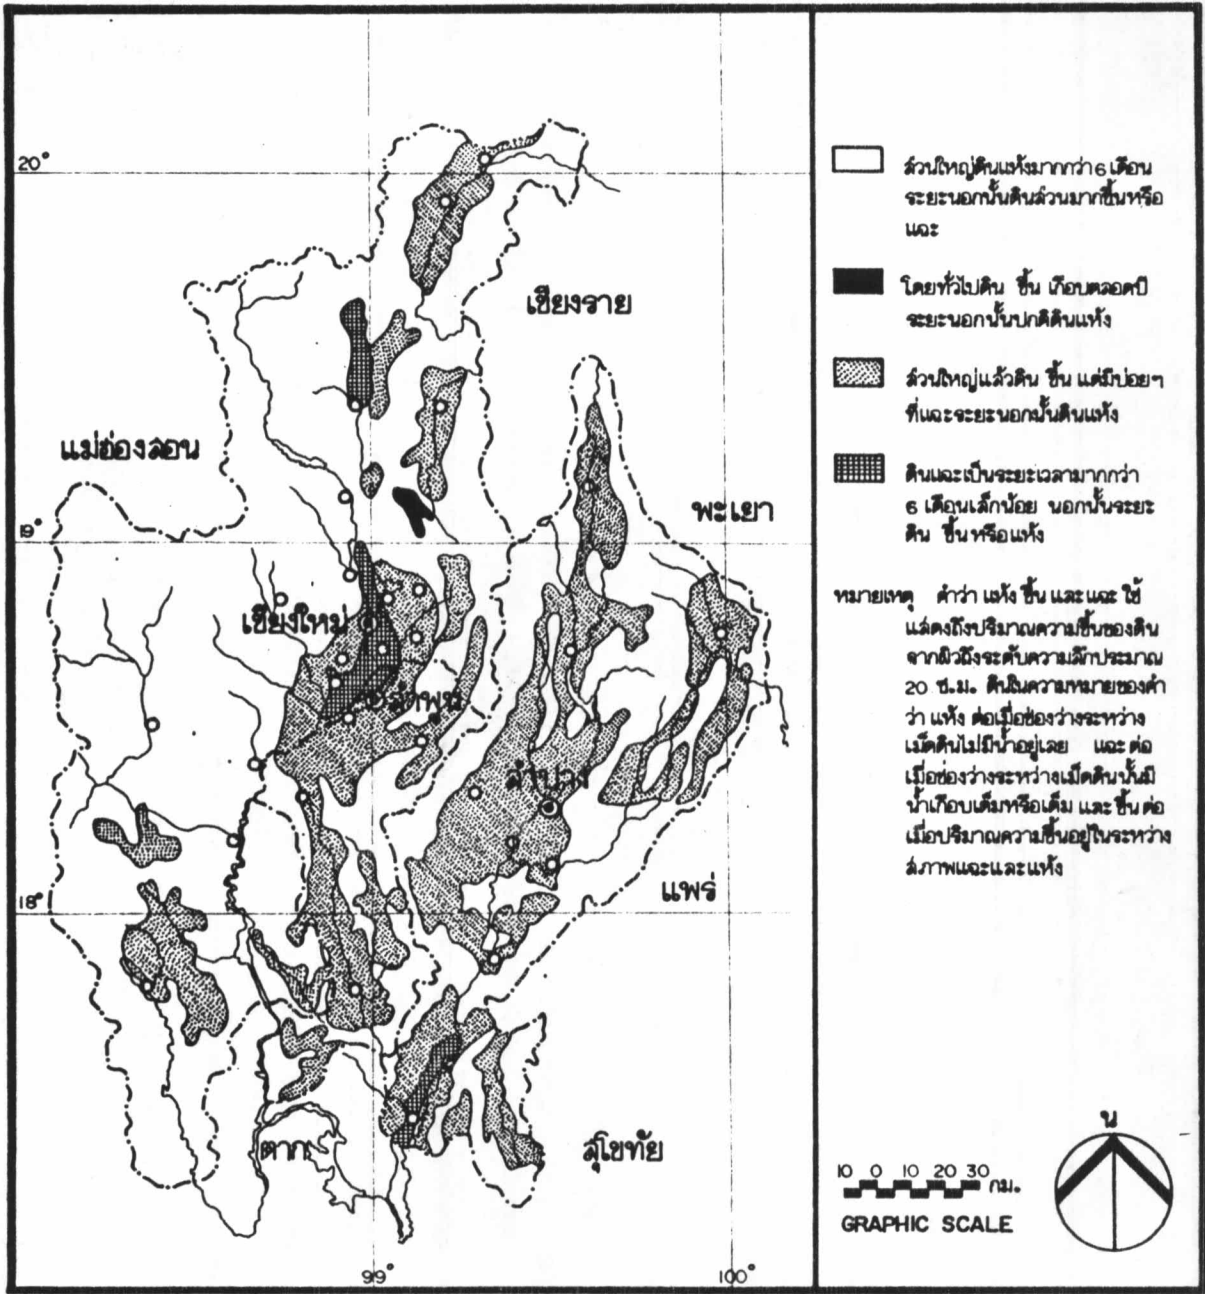 20°
เชียงราย
แม่ฮ่องสอน
พะเยา
19°
เชียงใหม่
ลำพูน
ลำปาง
แพร่
18°
ตาก
สุโขทัย
99°
100°
ส่วนใหญ่ดินแห้งมากกว่า 6 เดือน
ระยะนอกนั้นดินส่วนมากชื้นหรือ
แฉะ
โดยทั่วไปดิน ชื้น เกือบตลอดปี
ระยะนอกนั้นปกติดินแห้ง
ส่วนใหญ่แล้วดิน ชื้น แต่มีบ่อยๆ
ที่แฉะระยะนอกนั้นดินแห้ง
ดินแฉะเป็นระยะเวลามากกว่า
6 เดือนเล็กน้อย นอกนั้นระยะ
ดิน ชื้นหรือแห้ง
หมายเหตุ คำว่า แห้ง ชื้น และแฉะ ใช้
แสดงถึงปริมาณความชื้นของดิน
จากผิวถึงระดับความลึกประมาณ
20 ซ.ม. ดินในความหมายของคำ
ว่า แห้ง ต่อเมื่อช่องว่างระหว่าง
เม็ดดินไม่มีน้ำอยู่เลย แฉะ ต่อ
เมื่อช่องว่างระหว่างเม็ดดินนั้นมี
น้ำเกือบเต็มหรือเต็ม และ ชื้น ต่อ
เมื่อปริมาณความชื้นอยู่ในระหว่าง
สภาพแฉะและแห้ง
น
10 0 10 20 30 กม.
GRAPHIC SCALE